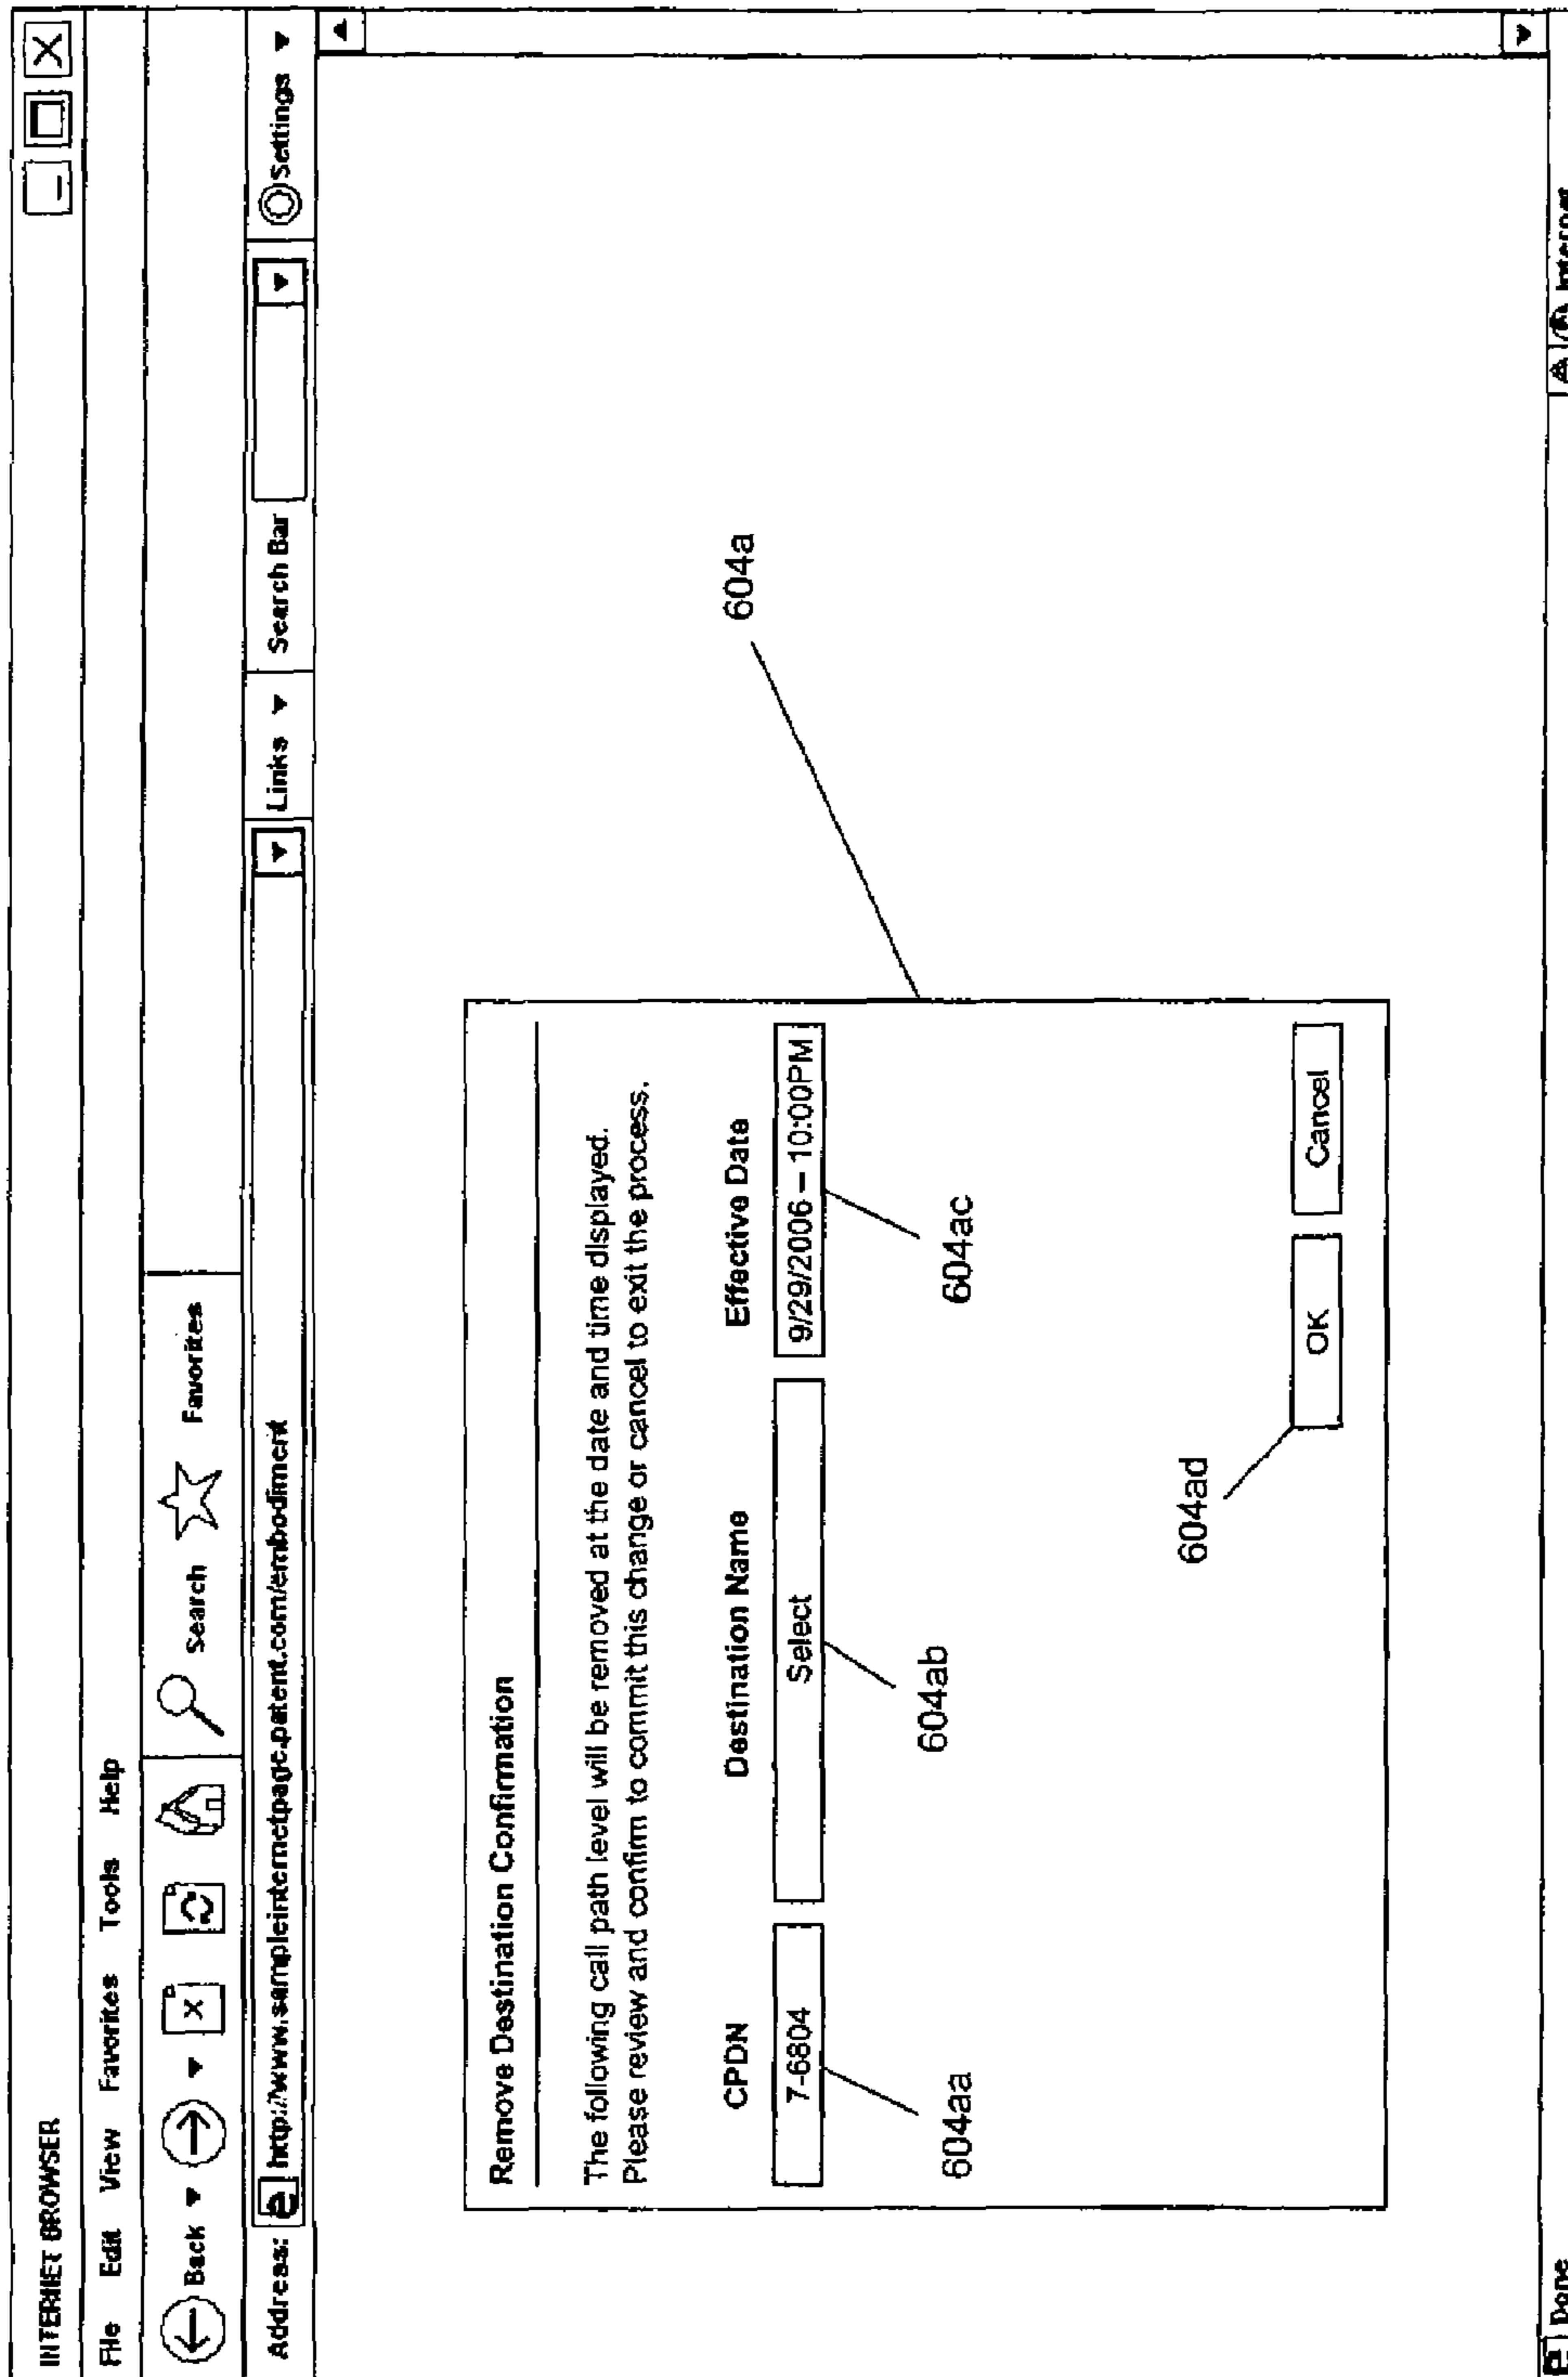 INTERNET BROWSER
File Edit View Favorites Tools Help
Back Search Favorites
Address: e http://www.sampleinternetpage.patent.com/embodiment Links Search Bar Settings
Remove Destination Confirmation
The following call path level will be removed at the date and time displayed.
Please review and confirm to commit this change or cancel to exit the process.
CPDN Destination Name Effective Date
7-6804 Select 9/29/2006 – 10:00PM
604aa 604ab 604ac
604a
604ad
OK Cancel
e Done Internet